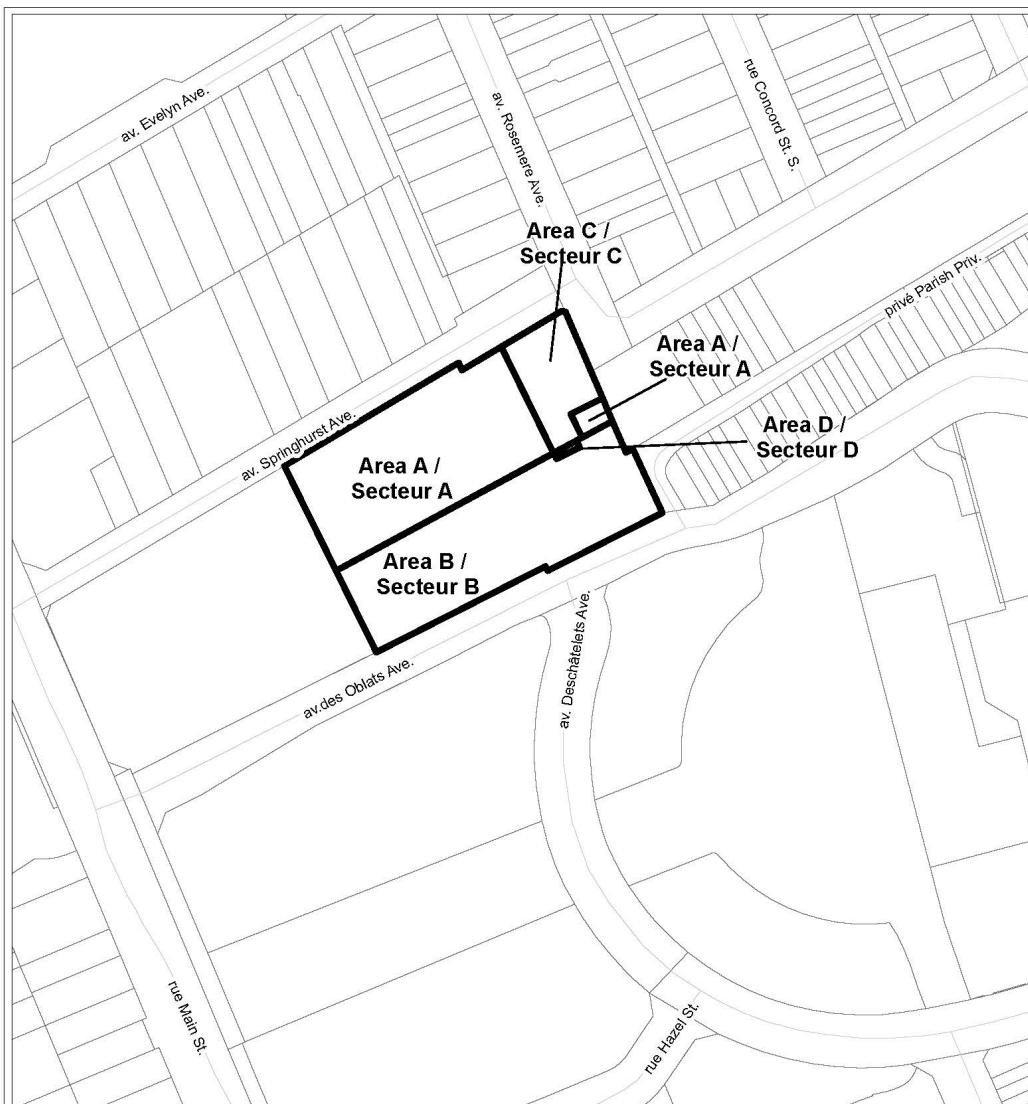 av. Evelyn Ave.
av. Rosemere Ave.
rue Concord St. S.
Area C /
Secteur C
privé Parish Priv.
Area A /
Secteur A
Area D /
Secteur D
av. Springhurst Ave.
Area A /
Secteur A
Area B /
Secteur B
av.des Oblats Ave.
av. Deschâtelets Ave.
rue Main St.
rue Hazel St.